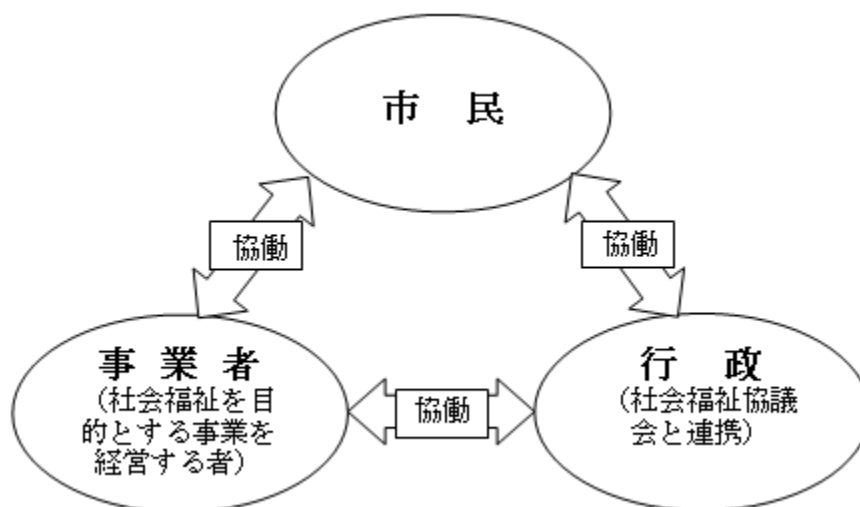 市 民
協働
協働
事 業 者
(社会福祉を目
的とする事業を
経営する者)
協働
行 政
(社会福祉協議
会と連携)